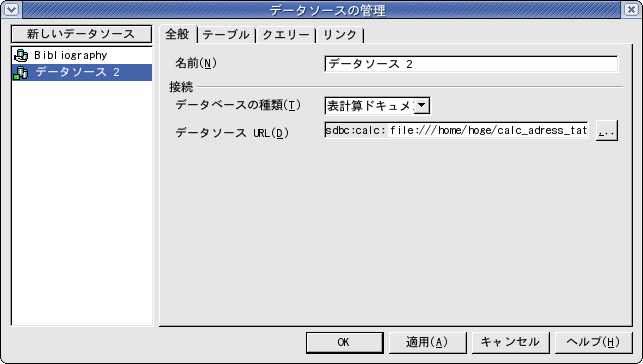 データソースの管理
新しいデータソース
Bibliography
データソース 2
全般 テーブル クエリー リンク
名前(N) データソース 2
接続
データベースの種類(T) 表計算ドキュメ
データソース URL(D) sdbc:calc: file:///home/hoge/calc_adress_tat ...
OK 適用(A) キャンセル ヘルプ(H)